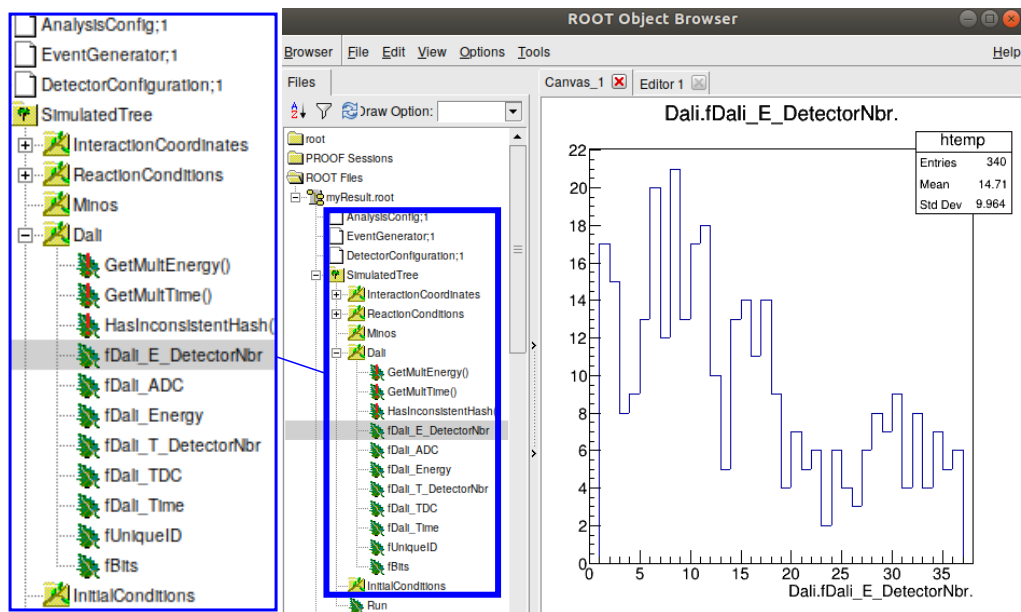 AnalysisConfig;1
EventGenerator;1
DetectorConfiguration;1
SimulatedTree
InteractionCoordinates
ReactionConditions
Minos
Dali
GetMultEnergy()
GetMultTime()
HasInconsistentHash(
fDali_E_DetectorNbr
fDali_ADC
fDali_Energy
fDali_T_DetectorNbr
fDali_TDC
fDali_Time
fUniqueID
fBits
InitialConditions
ROOT Object Browser
Browser File Edit View Options Tools Help
Files
Draw Option:
root
PROOF Sessions
ROOT Files
myResult.root
AnalysisConfig;1
EventGenerator;1
DetectorConfiguration;1
SimulatedTree
InteractionCoordinates
ReactionConditions
Minos
Dali
GetMultEnergy()
GetMultTime()
HasInconsistentHash(
fDali_E_DetectorNbr
fDali_ADC
fDali_Energy
fDali_T_DetectorNbr
fDali_TDC
fDali_Time
fUniqueID
fBits
InitialConditions
Run
Canvas_1 Editor 1
Dali.fDali_E_DetectorNbr.
htemp
Entries 340
Mean 14.71
Std Dev 9.964
22
20
18
16
14
12
10
8
6
4
2
0
0 5 10 15 20 25 30 35
Dali.fDali_E_DetectorNbr.